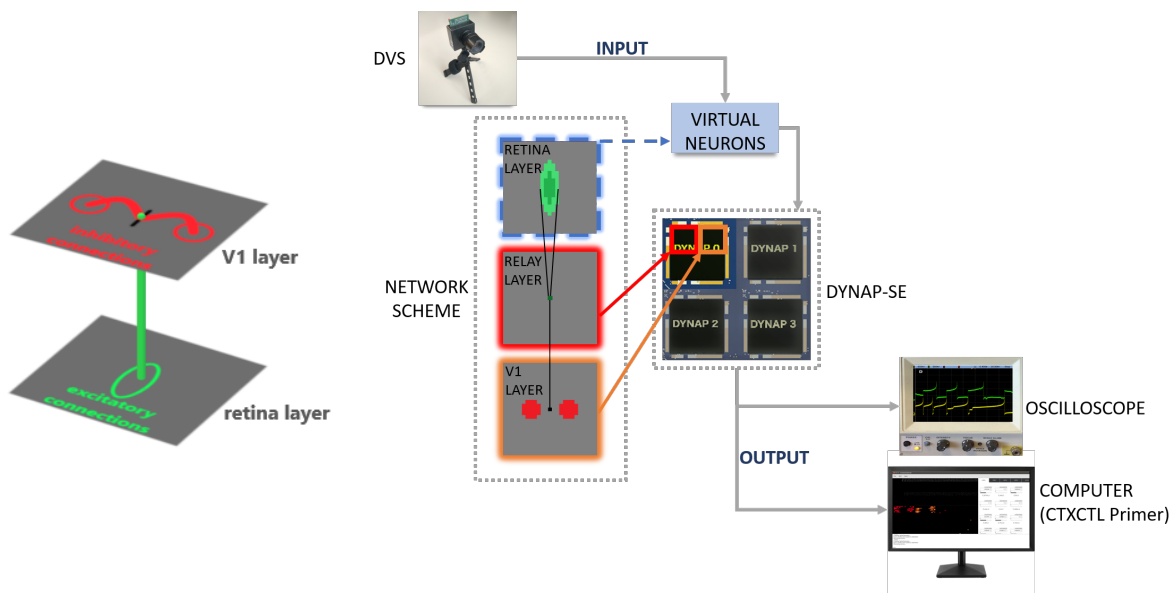 inhibitory
connections
V1 layer
excitatory
connections
retina layer
DVS
INPUT
VIRTUAL
NEURONS
RETINA
LAYER
RELAY
LAYER
V1
LAYER
NETWORK
SCHEME
DYNAP 0
DYNAP 1
DYNAP 2
DYNAP 3
DYNAP-SE
OUTPUT
OSCILLOSCOPE
COMPUTER
(CTXCTL Primer)